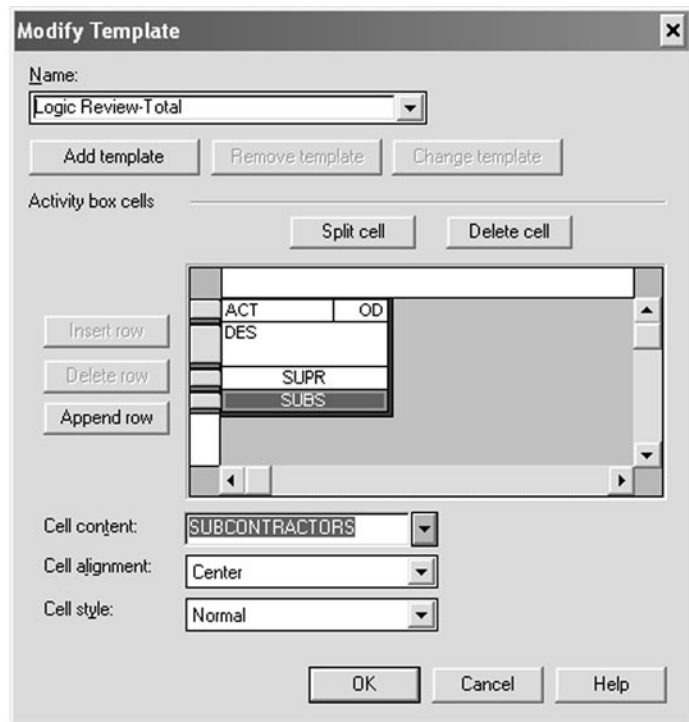 Modify Template
Name:
Logic Review-Total
Add template Remove template Change template
Activity box cells
Split cell Delete cell
ACT OD
DES
SUPR
SUBS
Insert row
Delete row
Append row
Cell content: SUBCONTRACTORS
Cell alignment: Center
Cell style: Normal
OK Cancel Help